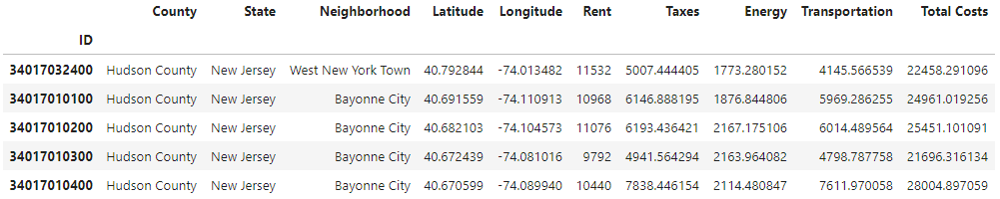 County State Neighborhood Latitude Longitude Rent Taxes Energy Transportation Total Costs
ID
34017032400 Hudson County New Jersey West New York Town 40.792844 -74.013482 11532 5007.444405 1773.280152 4145.566539 22458.291096
34017010100 Hudson County New Jersey Bayonne City 40.691559 -74.110913 10968 6146.888195 1876.844806 5969.286255 24961.019256
34017010200 Hudson County New Jersey Bayonne City 40.682103 -74.104573 11076 6193.436421 2167.175106 6014.489564 25451.101091
34017010300 Hudson County New Jersey Bayonne City 40.672439 -74.081016 9792 4941.564294 2163.964082 4798.787758 21696.316134
34017010400 Hudson County New Jersey Bayonne City 40.670599 -74.089940 10440 7838.446154 2114.480847 7611.970058 28004.897059